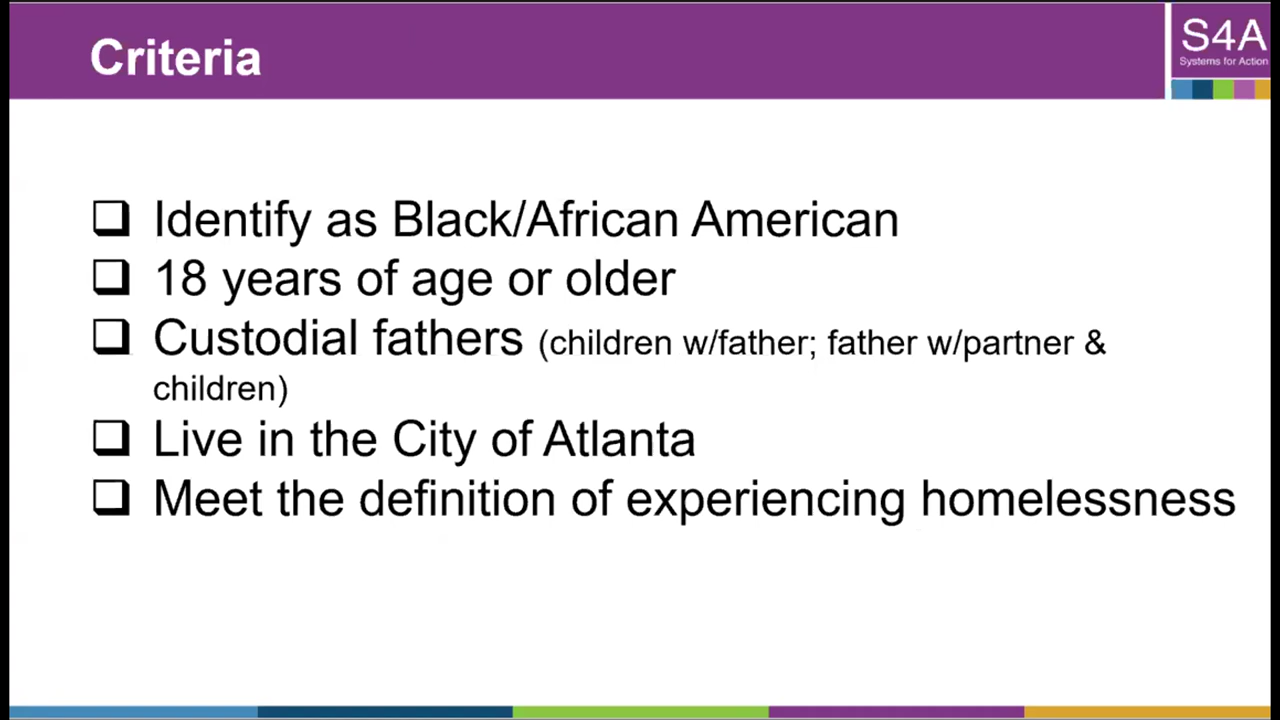 Criteria
S4A
Systems for Action
❑ Identify as Black/African American
❑ 18 years of age or older
❑ Custodial fathers (children w/father; father w/partner &
children)
❑ Live in the City of Atlanta
❑ Meet the definition of experiencing homelessness